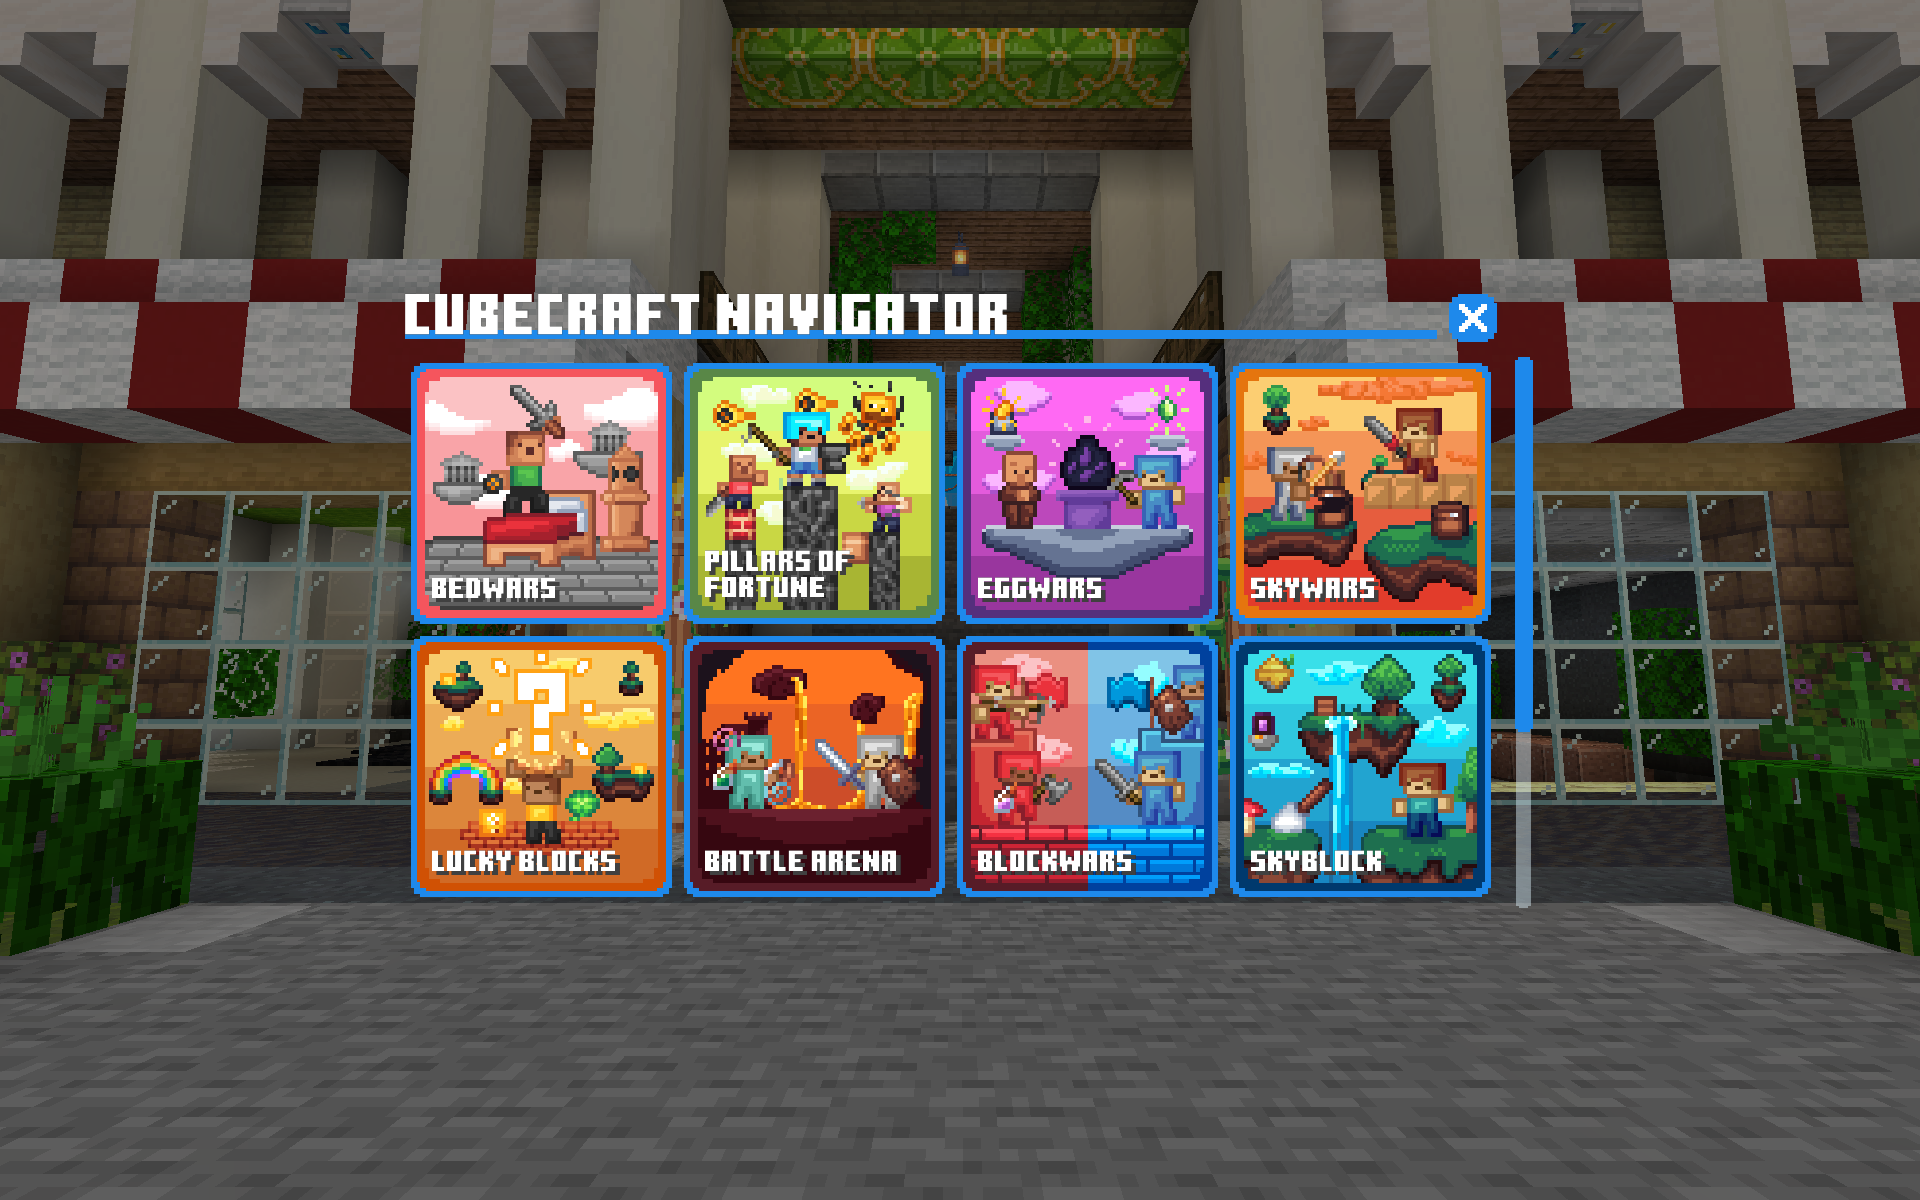 CUBECRAFT NAVIGATOR
BEDWARS
PILLARS OF
FORTUNE
EGGWARS
SKYWARS
LUCKY BLOCKS
BATTLE ARENA
BLOCKWARS
SKYBLOCK